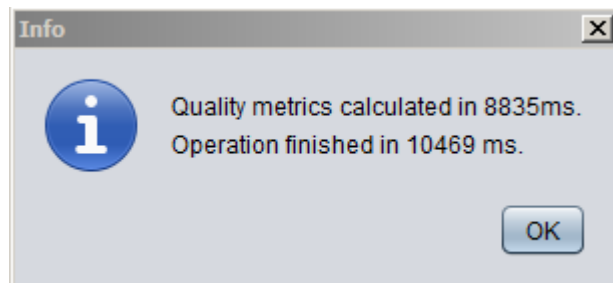 Info
Quality metrics calculated in 8835ms.
Operation finished in 10469 ms.
OK